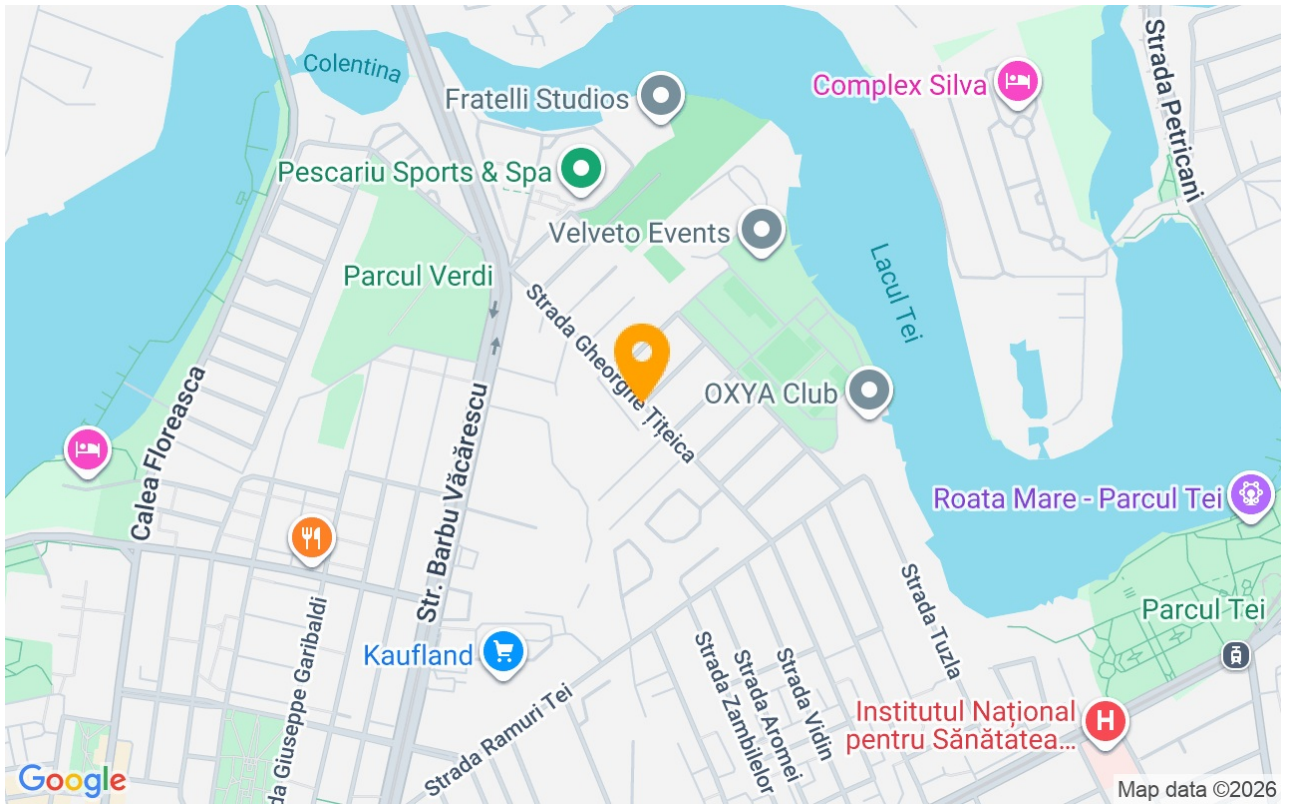 Colentina
Fratelli Studios
Complex Silva
Strada Petricani
Pescariu Sports & Spa
Velveto Events
Parcul Verdi
Lacul Tei
Strada Gheorghe Țițeica
Calea Floreasca
Str. Barbu Văcărescu
OXYA Club
Roata Mare - Parcul Tei
Parcul Tei
Strada Tuzla
Kaufland
da Giuseppe Garibaldi
Strada Ramuri Tei
Strada Zambilelor
Strada Aromei
Strada Vidin
Institutul Național
pentru Sănătatea...
H
Google
Map data ©2026